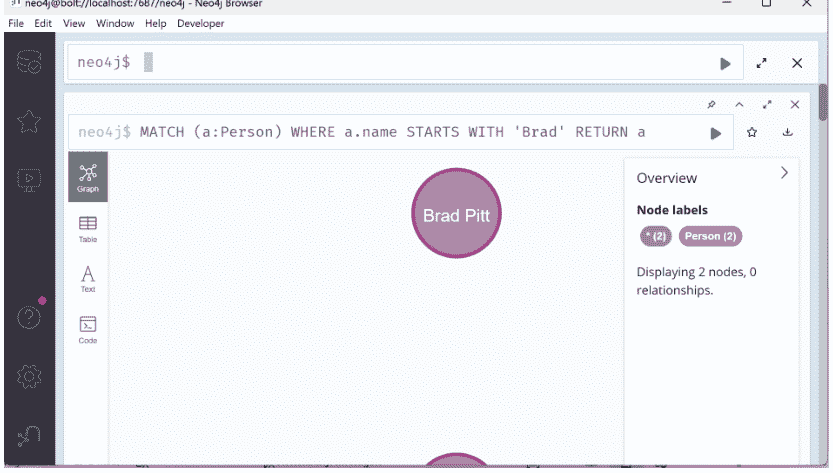 neo4j@bolt://localhost:7687/neo4j - Neo4j Browser
File Edit View Window Help Developer
neo4j$
neo4j$ MATCH (a:Person) WHERE a.name STARTS WITH 'Brad' RETURN a
Graph
Table
Text
Code
Brad Pitt
Overview
Node labels
* (2) Person (2)
Displaying 2 nodes, 0
relationships.